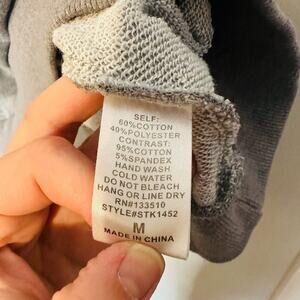 SELF:
60%COTTON
40%POLYESTER
CONTRAST:
95%COTTON
5%SPANDEX
HAND WASH
COLD WATER
DO NOT BLEACH
HANG OR LINE DRY
RN#133510
STYLE#STK1452
M
MADE IN CHINA